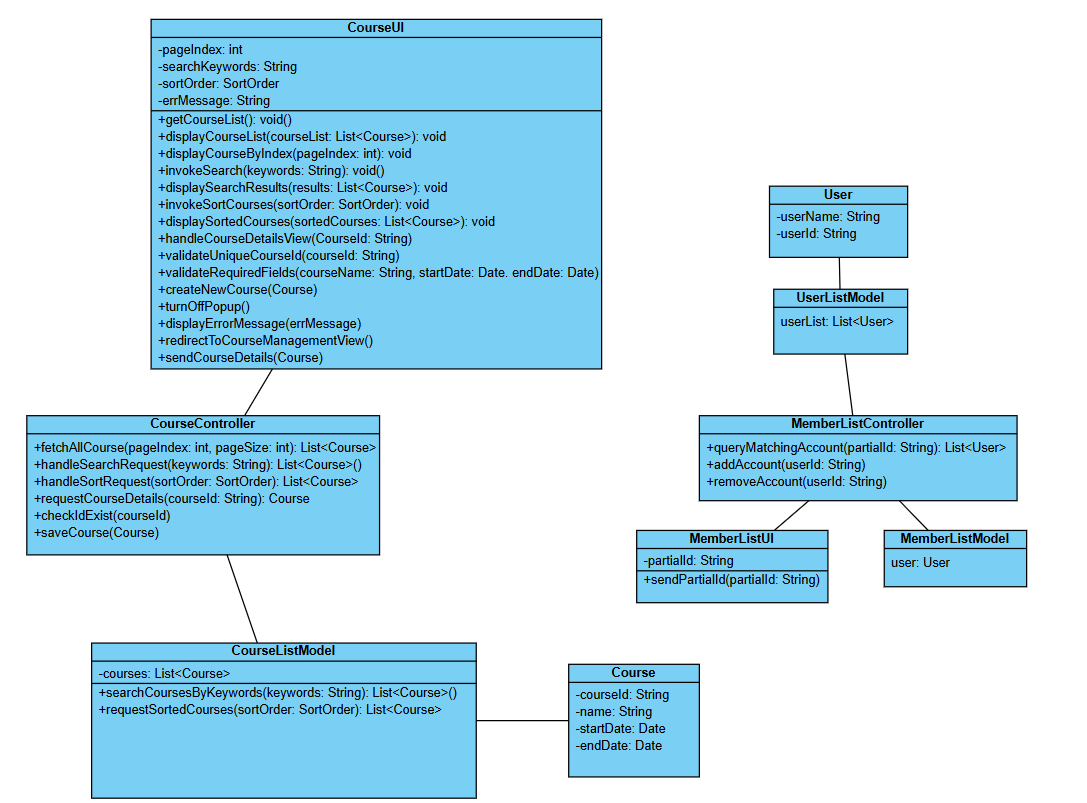 CourseUI
-pageIndex: int
-searchKeywords: String
-sortOrder: SortOrder
-errMessage: String
+getCourseList(): void()
+displayCourseList(courseList: List<Course>): void
+displayCourseByIndex(pageIndex: int): void
+invokeSearch(keywords: String): void()
+displaySearchResults(results: List<Course>): void
+invokeSortCourses(sortOrder: SortOrder): void
+displaySortedCourses(sortedCourses: List<Course>): void
+handleCourseDetailsView(CourseId: String)
+validateUniqueCourseId(courseId: String)
+validateRequiredFields(courseName: String, startDate: Date. endDate: Date)
+createNewCourse(Course)
+turnOffPopup()
+displayErrorMessage(errMessage)
+redirectToCourseManagementView()
+sendCourseDetails(Course)
User
-userName: String
-userId: String
UserListModel
userList: List<User>
CourseController
+fetchAllCourse(pageIndex: int, pageSize: int): List<Course>
+handleSearchRequest(keywords: String): List<Course>()
+handleSortRequest(sortOrder: SortOrder): List<Course>
+requestCourseDetails(courseId: String): Course
+checkIdExist(courseId)
+saveCourse(Course)
MemberListController
+queryMatchingAccount(partialId: String): List<User>
+addAccount(userId: String)
+removeAccount(userId: String)
MemberListUI
-partialId: String
+sendPartialId(partialId: String)
MemberListModel
user: User
CourseListModel
-courses: List<Course>
+searchCoursesByKeywords(keywords: String): List<Course>()
+requestSortedCourses(sortOrder: SortOrder): List<Course>
Course
-courseId: String
-name: String
-startDate: Date
-endDate: Date